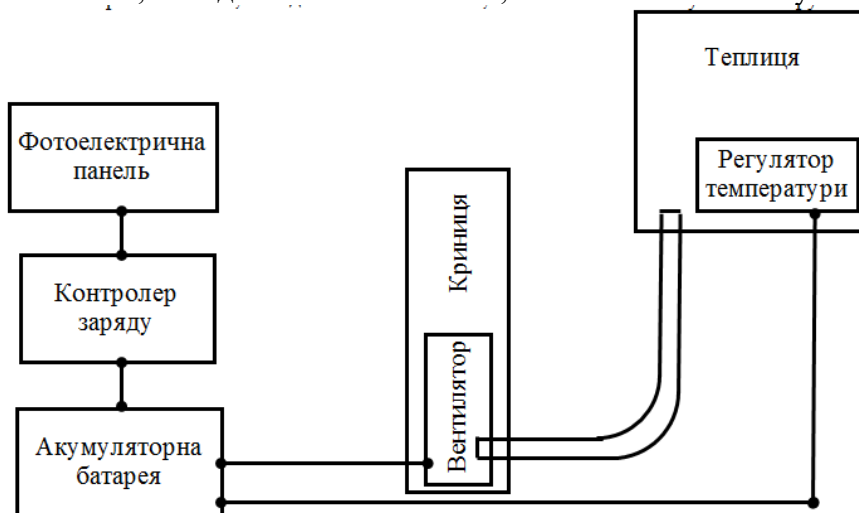 Теплиця
Фотоелектрична
панель
Регулятор
температури
Криниця
Контролер
заряду
Вентилятор
Акумуляторна
батарея